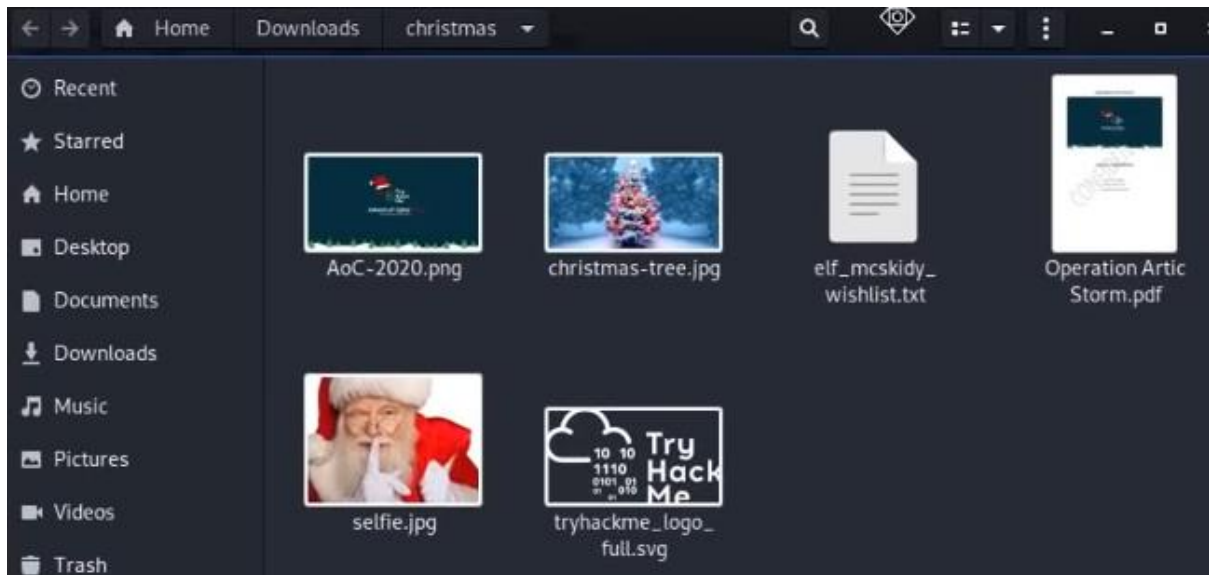 Home Downloads christmas
Recent
Starred
Home
Desktop
Documents
Downloads
Music
Pictures
Videos
Trash
AoC-2020.png
christmas-tree.jpg
elf_mcskidy_
wishlist.txt
Operation Artic
Storm.pdf
selfie.jpg
10 10
1110
0101 01
01 010
Try
Hack
Me
tryhackme_logo_
full.svg